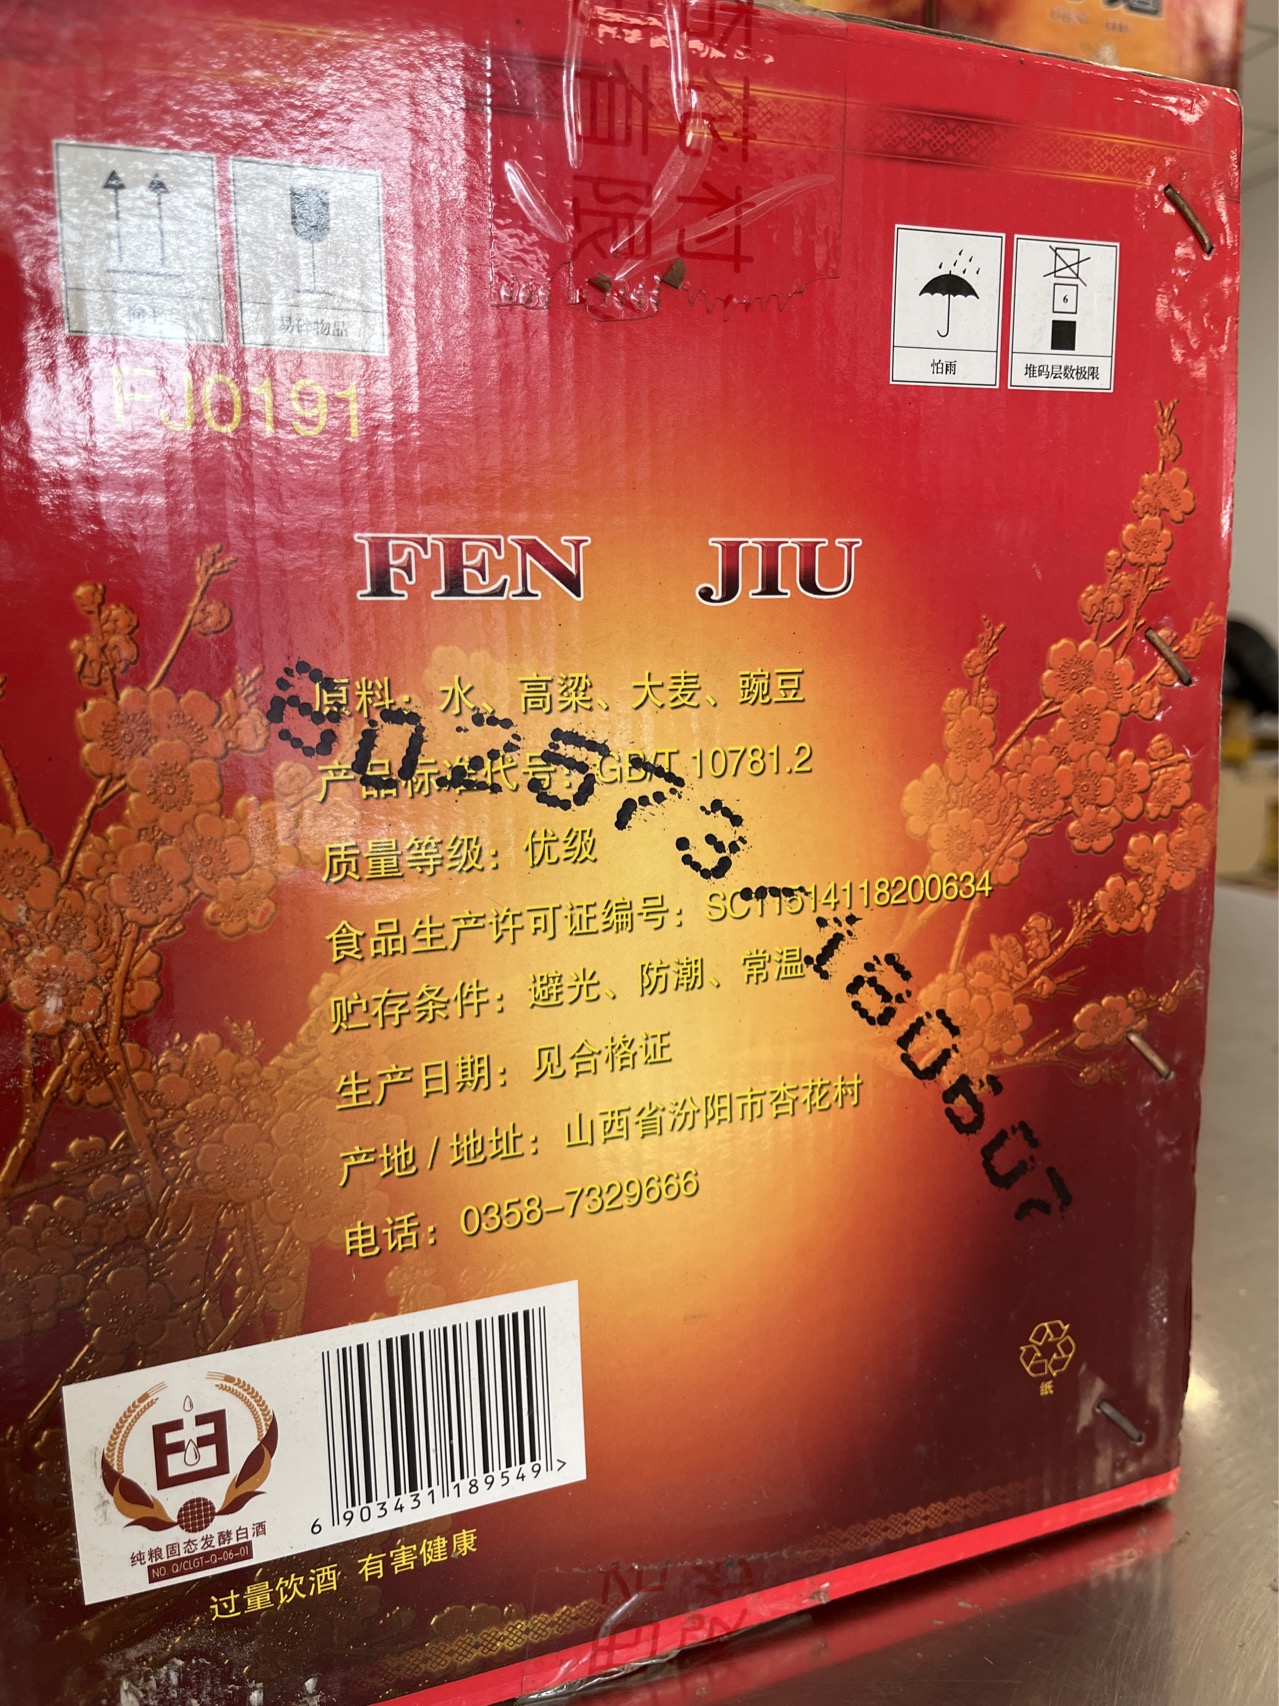 向上
易碎物品
怕雨
6
堆码层数极限
FJ0191
FEN JIU
原料：水、高粱、大麦、豌豆
产品标准代号：GB/T 10781.2
质量等级：优级
食品生产许可证编号：SC11514118200634
贮存条件：避光、防潮、常温
生产日期：见合格证
产地/地址：山西省汾阳市杏花村
电话：0358-7329666
纸
纯粮固态发酵白酒
NO. Q/CLGT-Q-06-01
6 903431 189549 >
过量饮酒 有害健康